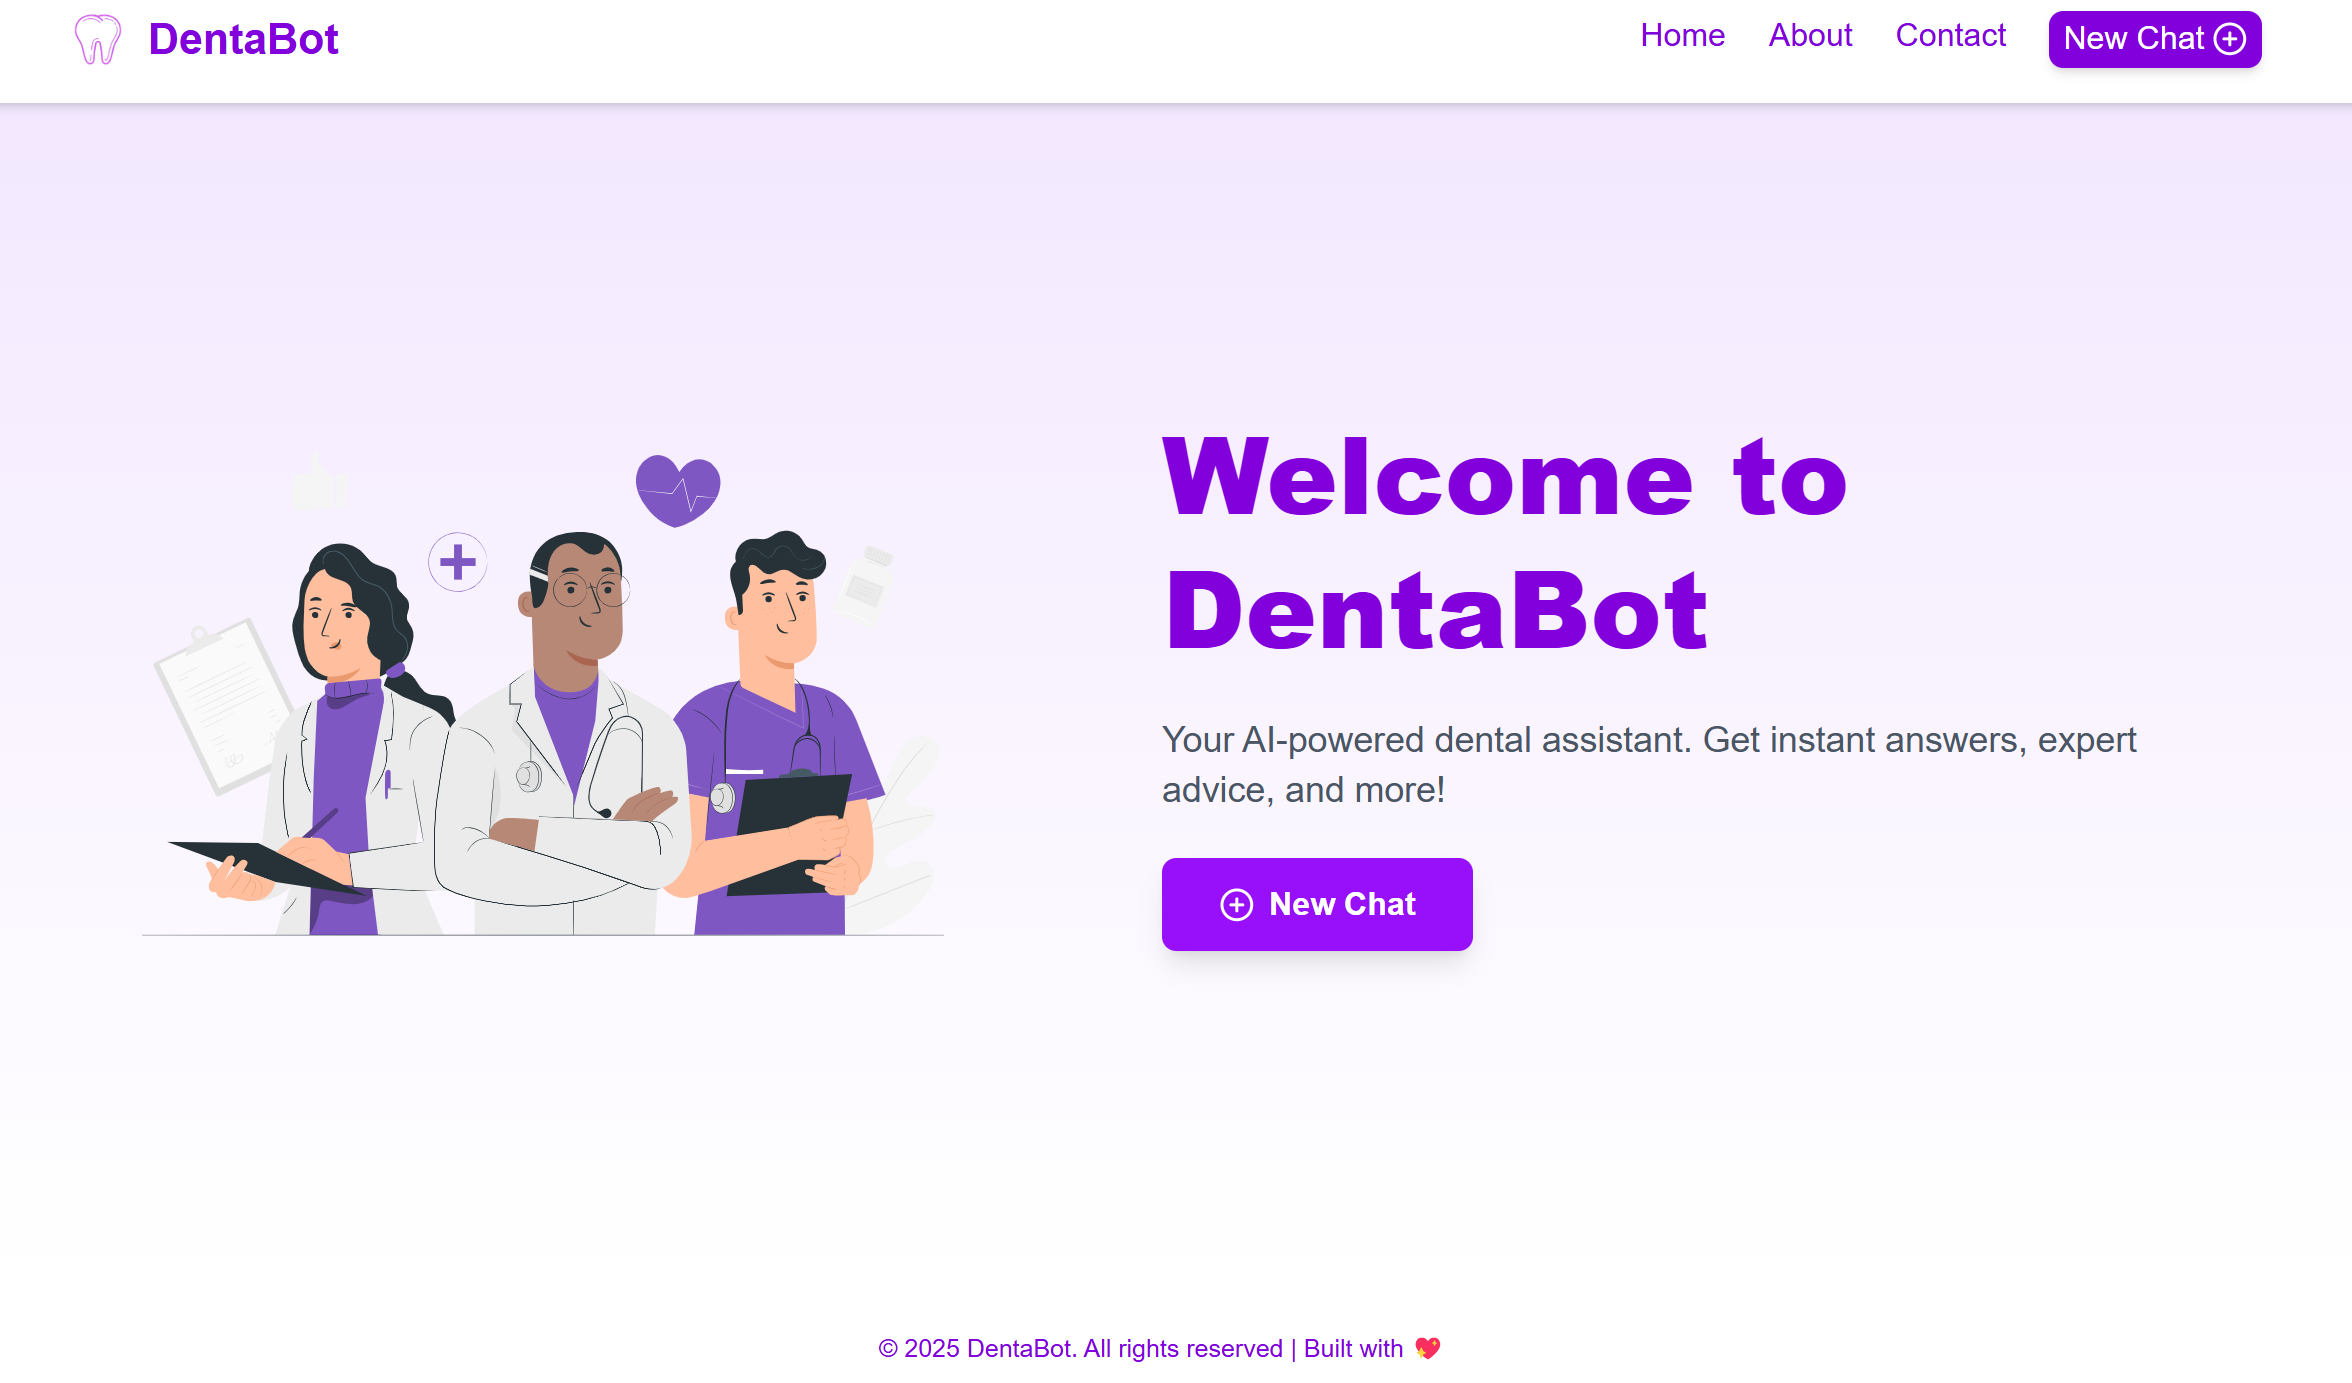 DentaBot
Home About Contact New Chat
Welcome to
DentaBot
Your AI-powered dental assistant. Get instant answers, expert
advice, and more!
New Chat
© 2025 DentaBot. All rights reserved | Built with 💖